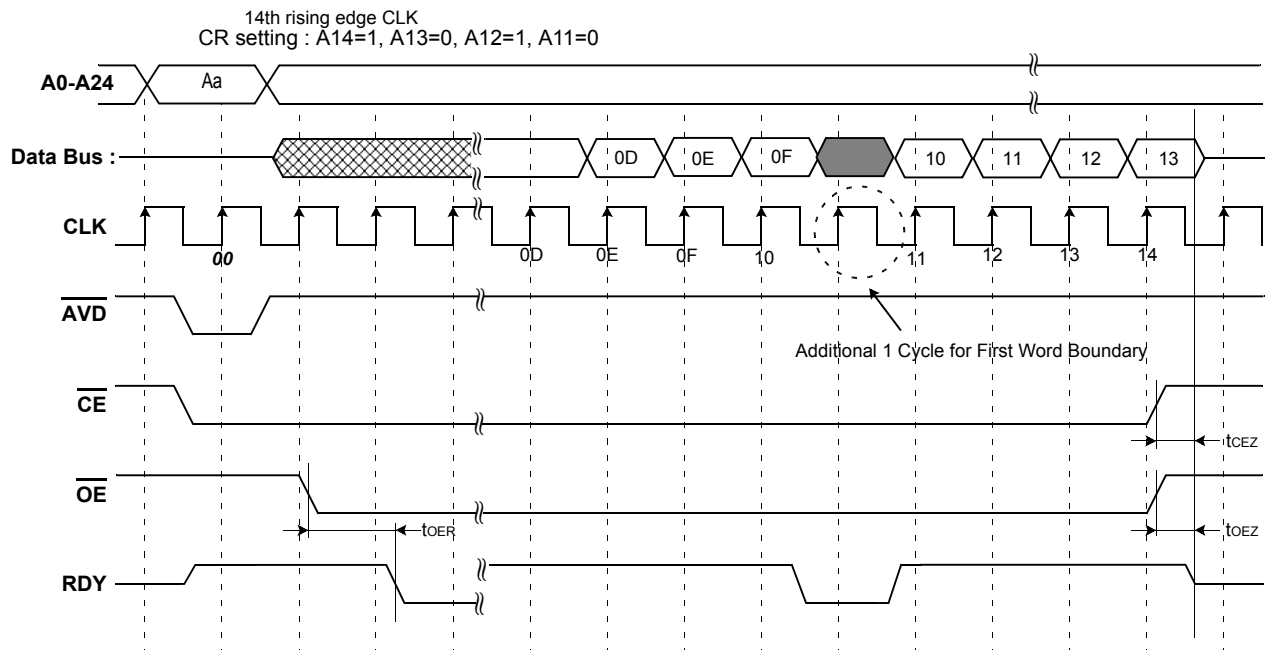 14th rising edge CLK
CR setting : A14=1, A13=0, A12=1, A11=0
A0-A24
Aa
Data Bus :
0D 0E 0F 10 11 12 13
CLK
00 0D 0E 0F 10 11 12 13 14
AVD
Additional 1 Cycle for First Word Boundary
CE
tCEZ
OE
tOER
tOEZ
RDY